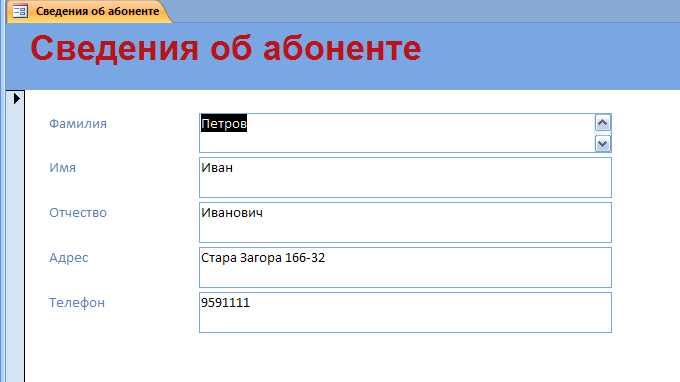 Сведения об абоненте
Сведения об абоненте
Фамилия Петров
Имя Иван
Отчество Иванович
Адрес Стара Загора 166-32
Телефон 9591111